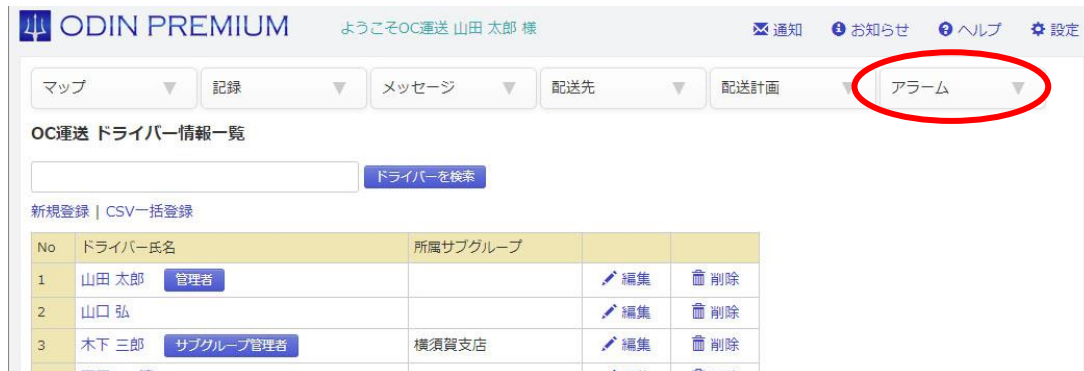 ODIN PREMIUM ようこそOC運送 山田 太郎 様 通知 お知らせ ヘルプ 設定
マップ 記録 メッセージ 配送先 配送計画 アラーム
OC運送 ドライバー情報一覧
ドライバーを検索
新規登録 | CSV一括登録
No ドライバー氏名 所属サブグループ
1 山田 太郎 管理者 編集 削除
2 山口 弘 編集 削除
3 木下 三郎 サブグループ管理者 横須賀支店 編集 削除